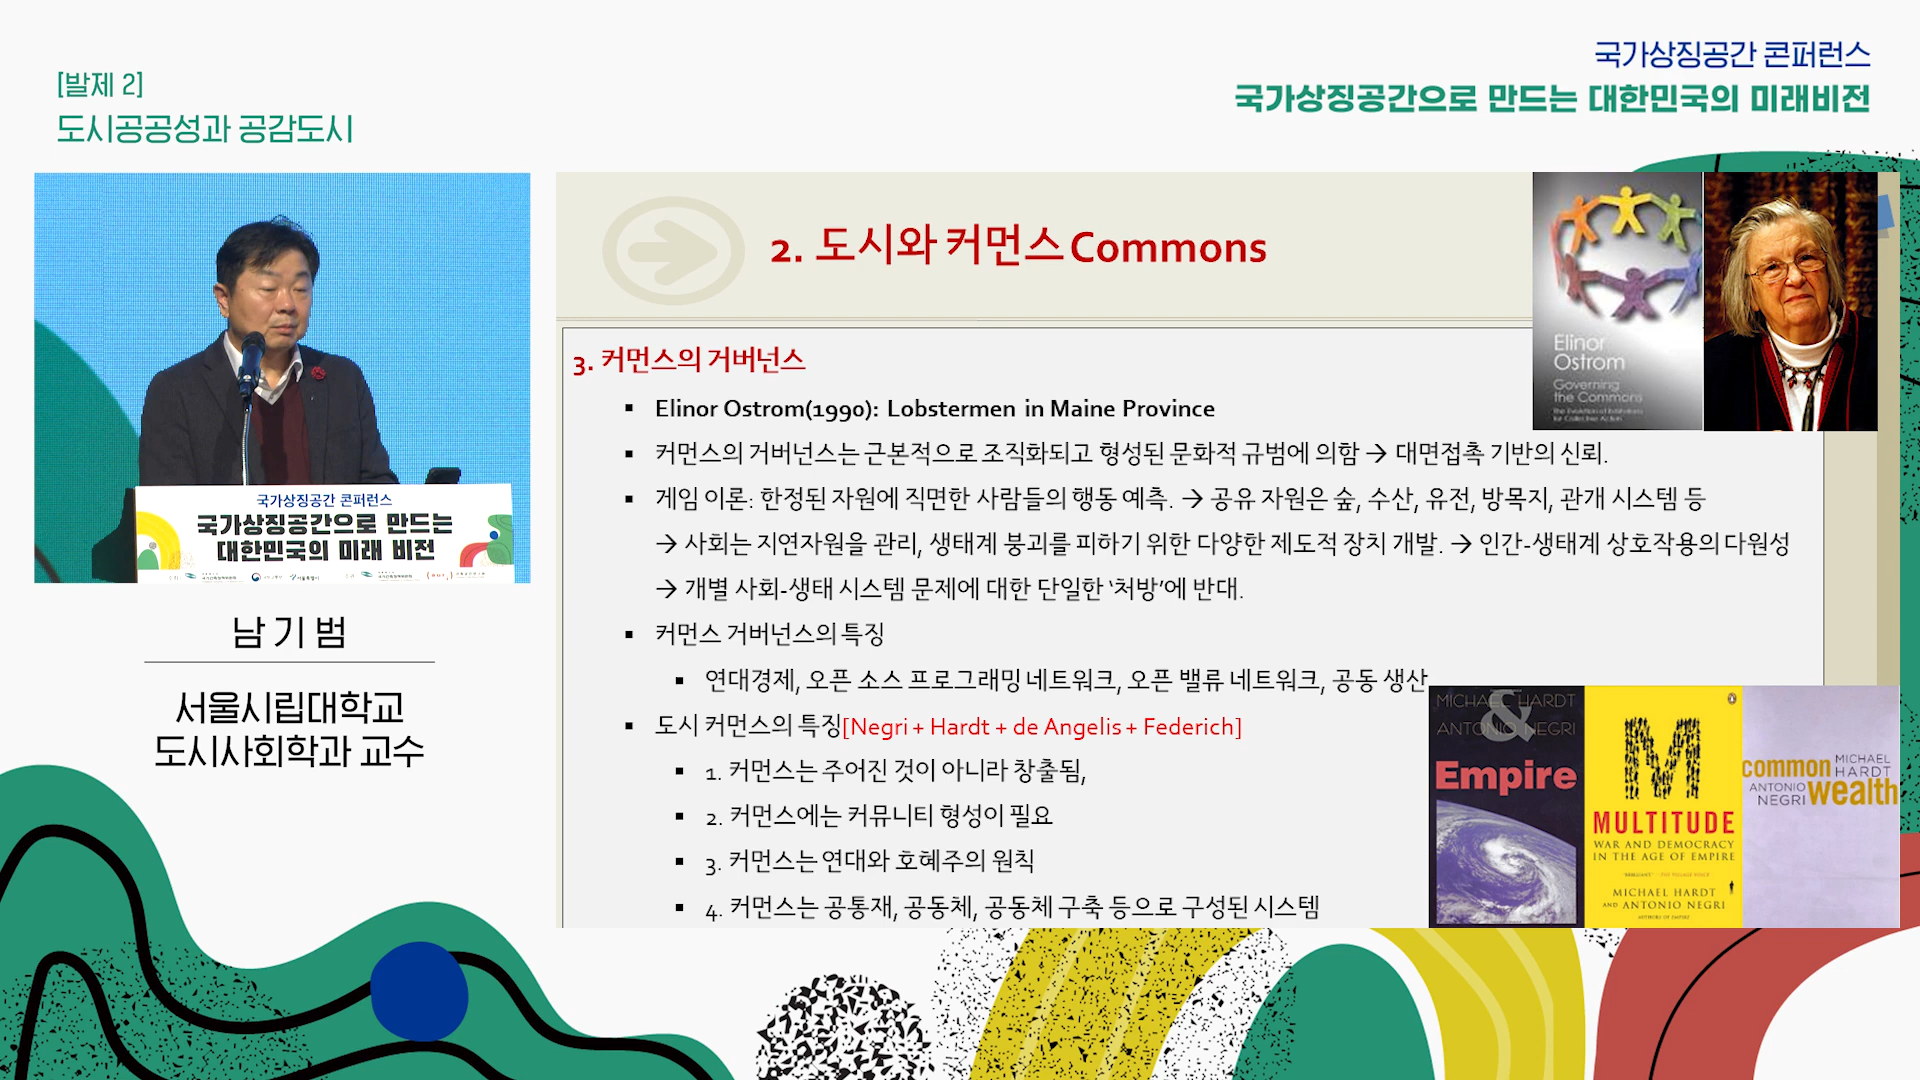 [발제 2]
도시공공성과 공감도시
국가상징공간 콘퍼런스
국가상징공간으로 만드는 대한민국의 미래비전
국가상징공간 콘퍼런스
국가상징공간으로 만드는
대한민국의 미래 비전
남기범
서울시립대학교
도시사회학과 교수
2. 도시와 커먼스 Commons
Elinor
Ostrom
Governing
the Commons
The Evolution of Institutions
for Collective Action
3. 커먼스의 거버넌스
▪ Elinor Ostrom(1990): Lobstermen in Maine Province
▪ 커먼스의 거버넌스는 근본적으로 조직화되고 형성된 문화적 규범에 의함 → 대면접촉 기반의 신뢰.
▪ 게임 이론: 한정된 자원에 직면한 사람들의 행동 예측. → 공유 자원은 숲, 수산, 유전, 방목지, 관개 시스템 등
→ 사회는 지연자원을 관리, 생태계 붕괴를 피하기 위한 다양한 제도적 장치 개발. → 인간-생태계 상호작용의 다원성
→ 개별 사회-생태 시스템 문제에 대한 단일한 ‘처방’에 반대.
▪ 커먼스 거버넌스의 특징
▪ 연대경제, 오픈 소스 프로그래밍 네트워크, 오픈 밸류 네트워크, 공동 생산
▪ 도시 커먼스의 특징[Negri + Hardt + de Angelis + Federich]
▪ 1. 커먼스는 주어진 것이 아니라 창출됨,
▪ 2. 커먼스에는 커뮤니티 형성이 필요
▪ 3. 커먼스는 연대와 호혜주의 원칙
▪ 4. 커먼스는 공통재, 공동체, 공동체 구축 등으로 구성된 시스템
MICHAEL HARDT
&
ANTONIO NEGRI
Empire
M
MULTITUDE
WAR AND DEMOCRACY
IN THE AGE OF EMPIRE
MICHAEL HARDT
AND ANTONIO NEGRI
AUTHORS OF EMPIRE
common
wealth
MICHAEL
HARDT
ANTONIO
NEGRI